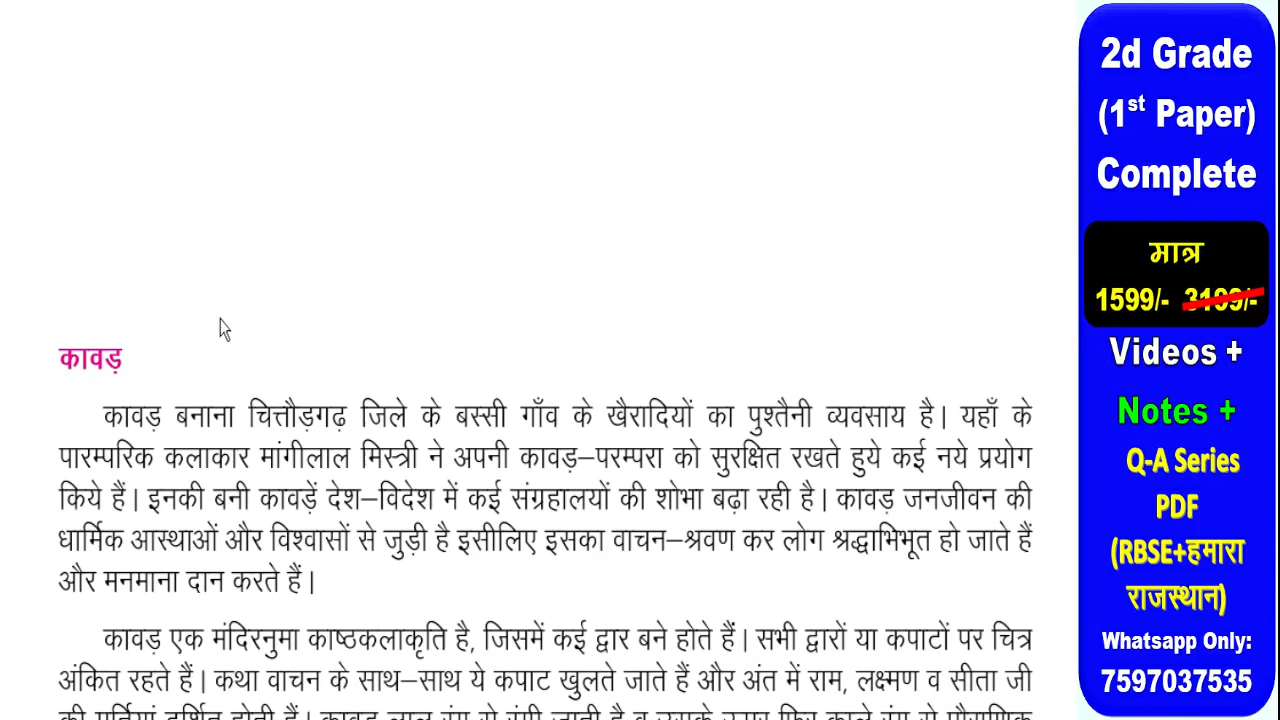 कावड़
कावड़ बनाना चित्तौड़गढ़ जिले के बस्सी गाँव के खैरादियों का पुश्तैनी व्यवसाय है। यहाँ के
पारम्परिक कलाकार मांगीलाल मिस्त्री ने अपनी कावड़–परम्परा को सुरक्षित रखते हुये कई नये प्रयोग
किये हैं। इनकी बनी कावड़ें देश–विदेश में कई संग्रहालयों की शोभा बढ़ा रही है। कावड़ जनजीवन की
धार्मिक आस्थाओं और विश्वासों से जुड़ी है इसीलिए इसका वाचन–श्रवण कर लोग श्रद्धाभिभूत हो जाते हैं
और मनमाना दान करते हैं।
कावड़ एक मंदिरनुमा काष्ठकलाकृति है, जिसमें कई द्वार बने होते हैं। सभी द्वारों या कपाटों पर चित्र
अंकित रहते हैं। कथा वाचन के साथ–साथ ये कपाट खुलते जाते हैं और अंत में राम, लक्ष्मण व सीता जी
की मूर्तियां दर्शित होती हैं। कावड़ लाल रंग से रंगी जाती है व उसके ऊपर फिर काले रंग से पौराणिक
2d Grade
(1st Paper)
Complete
मात्र
1599/- 3199/-
Videos +
Notes +
Q-A Series
PDF
(RBSE+हमारा
राजस्थान)
Whatsapp Only:
7597037535